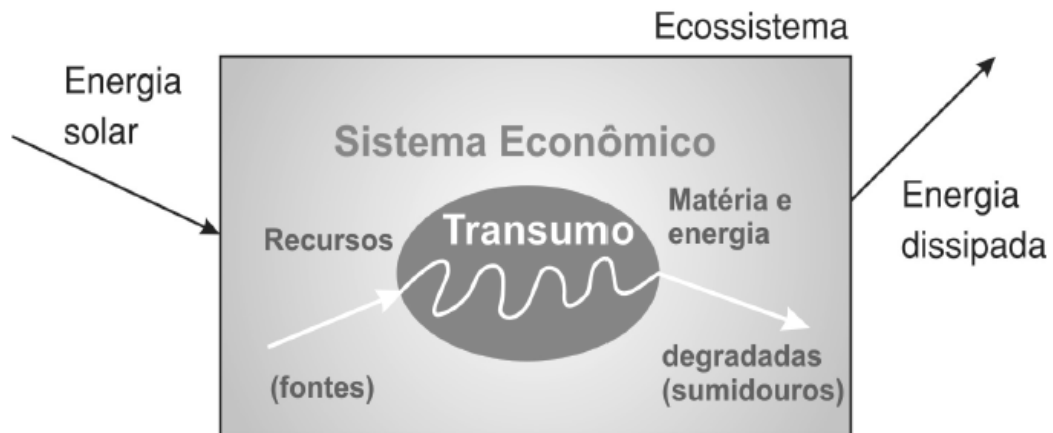 Ecossistema
Energia
solar
Sistema Econômico
Recursos
Transumo
Matéria e
energia
Energia
dissipada
(fontes)
degradadas
(sumidouros)